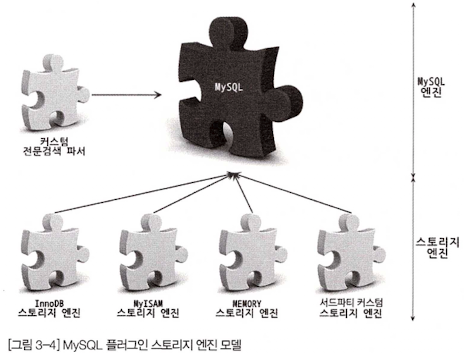 MySQL
MySQL
엔진
커스텀
전문검색 파서
스토리지
엔진
InnoDB
스토리지 엔진
MyISAM
스토리지 엔진
MEMORY
스토리지 엔진
서드파티 커스텀
스토리지 엔진
[그림 3-4] MySQL 플러그인 스토리지 엔진 모델